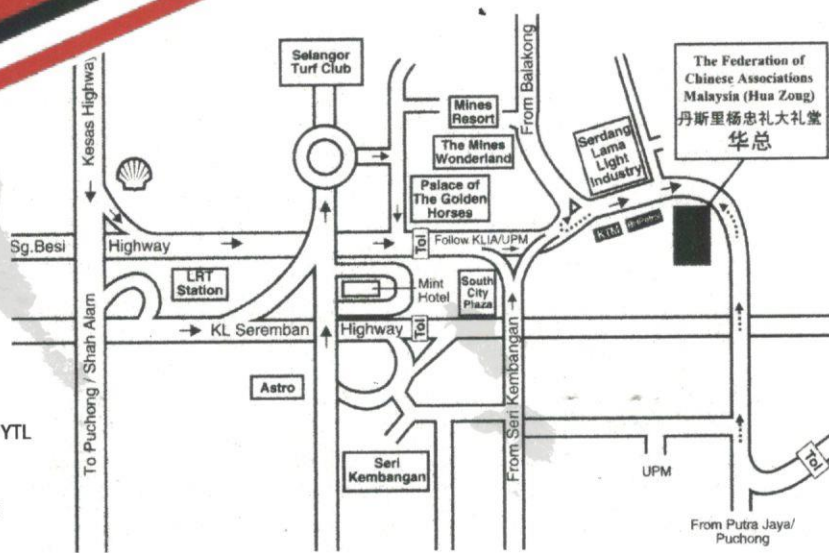 Kesas Highway
Selangor
Turf Club
From Balakong
The Federation of
Chinese Associations
Malaysia (Hua Zong)
丹斯里杨忠礼大礼堂
华总
Mines
Resort
The Mines
Wonderland
Serdang
Lama
Light
Industry
Palace of
The Golden
Horses
Sg.Besi
Highway
Tol
Follow KLIA/UPM
KTM
LRT
Station
Mint
Hotel
South
City
Plaza
KL Seremban
Highway
Tol
To Puchong / Shah Alam
Astro
From Seri Kembangan
YTL
Seri
Kembangan
UPM
Tol
From Putra Jaya/
Puchong